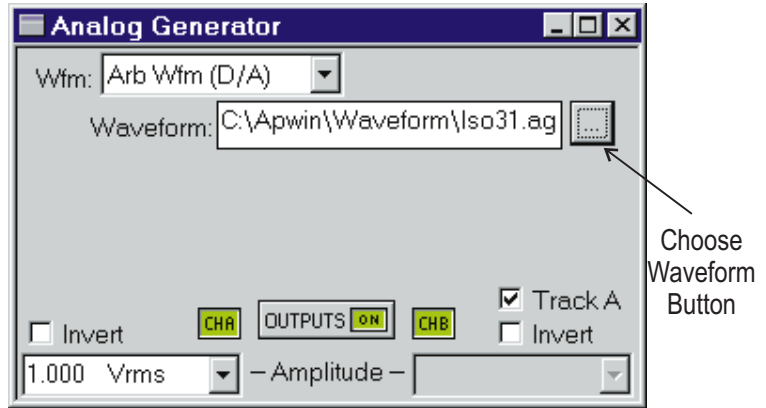 Analog Generator
Wfm: Arb Wfm (D/A)
Waveform: C:\Apwin\Waveform\Iso31.ag
...
Choose
Waveform
Button
Track A
Invert CHA OUTPUTS ON CHB Invert
1.000 Vrms – Amplitude –